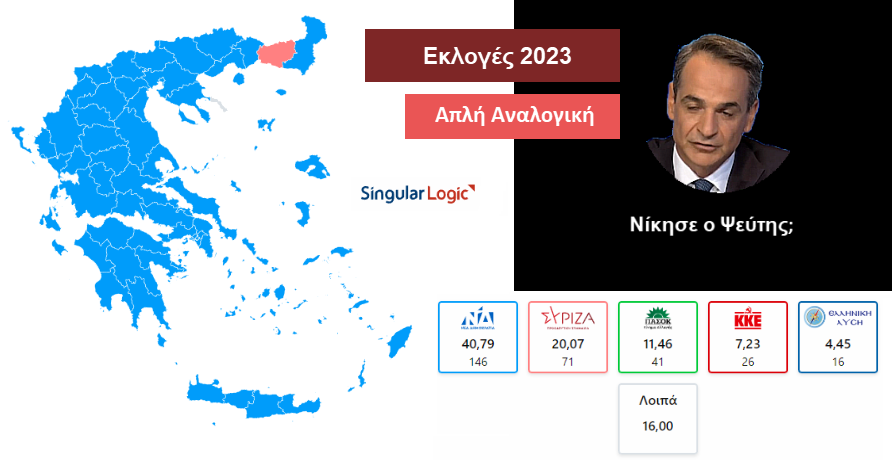 Εκλογές 2023
Απλή Αναλογική
SingularLogic
Νίκησε ο Ψεύτης;
ΝΔ
ΝΕΑ ΔΗΜΟΚΡΑΤΙΑ
40,79
146
ΣΥΡΙΖΑ
20,07
71
ΠΑΣΟΚ
11,46
41
ΚΚΕ
7,23
26
ΕΛΛΗΝΙΚΗ
ΛΥΣΗ
4,45
16
Λοιπά
16,00